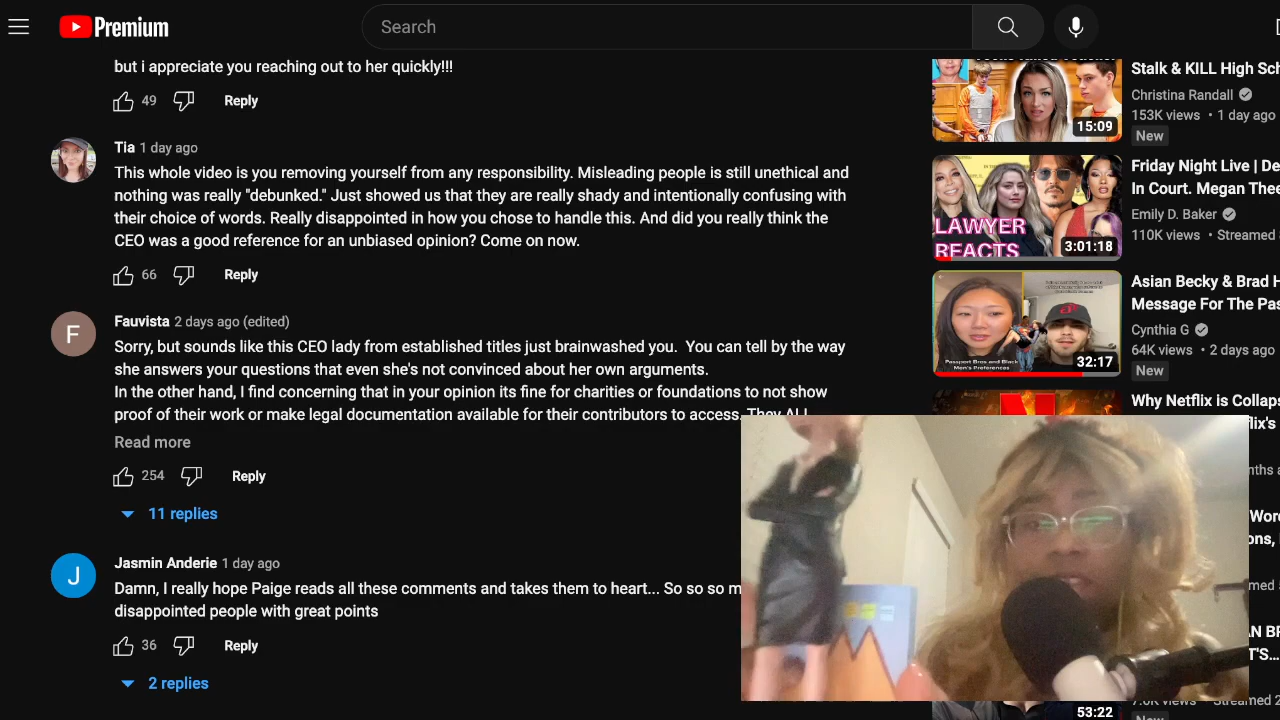 Premium
Search
but i appreciate you reaching out to her quickly!!!
49 Reply
Tia 1 day ago
This whole video is you removing yourself from any responsibility. Misleading people is still unethical and
nothing was really "debunked." Just showed us that they are really shady and intentionally confusing with
their choice of words. Really disappointed in how you chose to handle this. And did you really think the
CEO was a good reference for an unbiased opinion? Come on now.
66 Reply
F
Fauvista 2 days ago (edited)
Sorry, but sounds like this CEO lady from established titles just brainwashed you. You can tell by the way
she answers your questions that even she's not convinced about her own arguments.
In the other hand, I find concerning that in your opinion its fine for charities or foundations to not show
proof of their work or make legal documentation available for their contributors to access. They ALL
Read more
254 Reply
11 replies
J
Jasmin Anderie 1 day ago
Damn, I really hope Paige reads all these comments and takes them to heart... So so so m
disappointed people with great points
36 Reply
2 replies
15:09
Stalk & KILL High Sch
Christina Randall
153K views • 1 day ago
New
LAWYER
REACTS
3:01:18
Friday Night Live | De
In Court. Megan Thee
Emily D. Baker
110K views • Streamed
Passport Bros and Black
Men's Preferences
32:17
Asian Becky & Brad H
Message For The Pas
Cynthia G
64K views • 2 days ago
New
Why Netflix is Collaps
flix's
nths ago
Wor
ons,
med
N BR
T'S...
7.6K views • Streamed 2
53:22
New